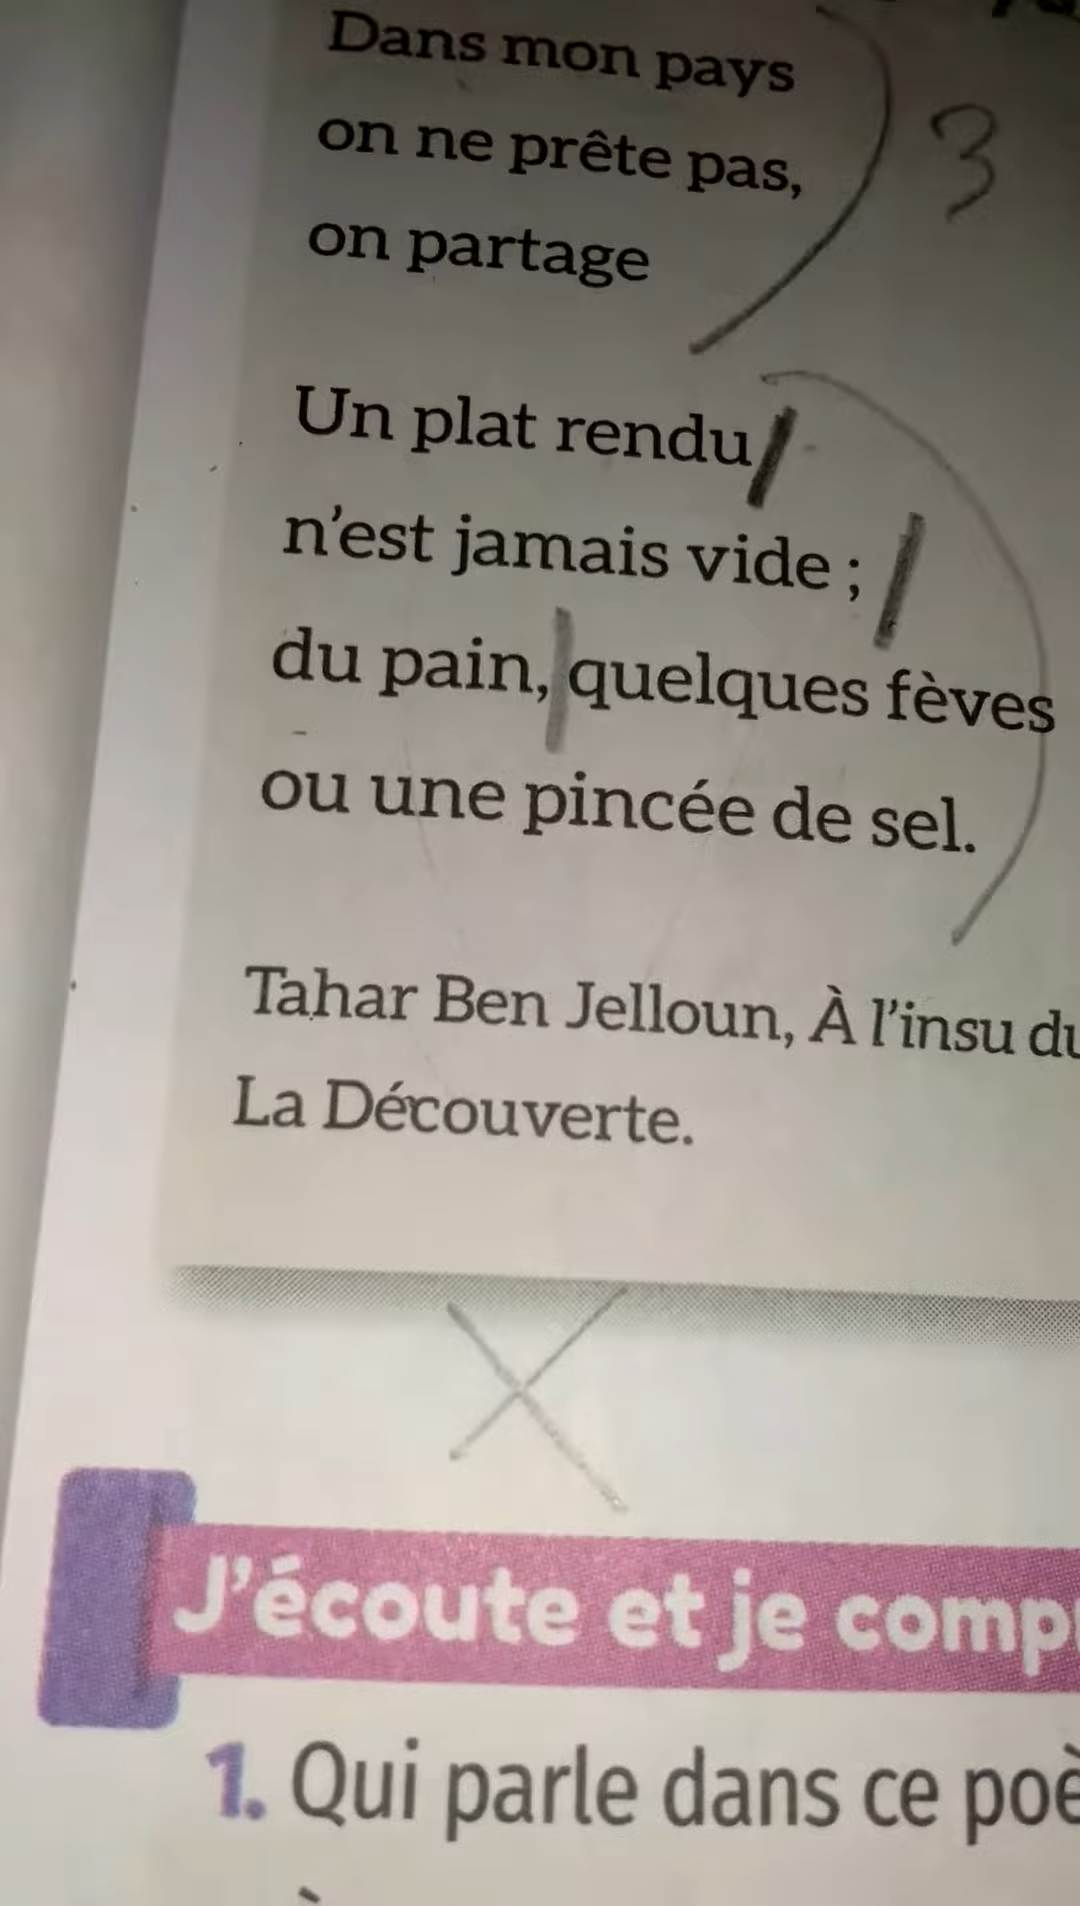 Dans mon pays
on ne prête pas,
on partage
3
Un plat rendu
n'est jamais vide ;
du pain, quelques fèves
ou une pincée de sel.
Tahar Ben Jelloun, À l'insu du
La Découverte.
J'écoute et je comp
1. Qui parle dans ce poè